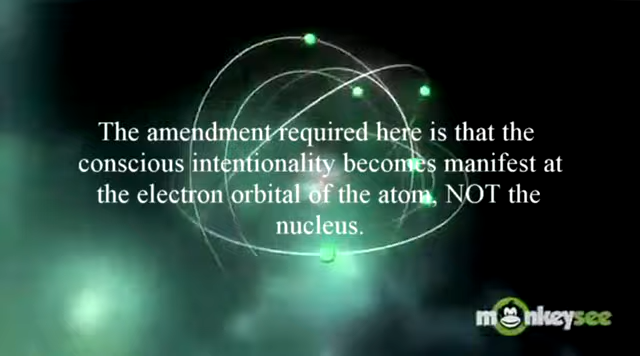 The amendment required here is that the
conscious intentionality becomes manifest at
the electron orbital of the atom, NOT the
nucleus.
monkeysee